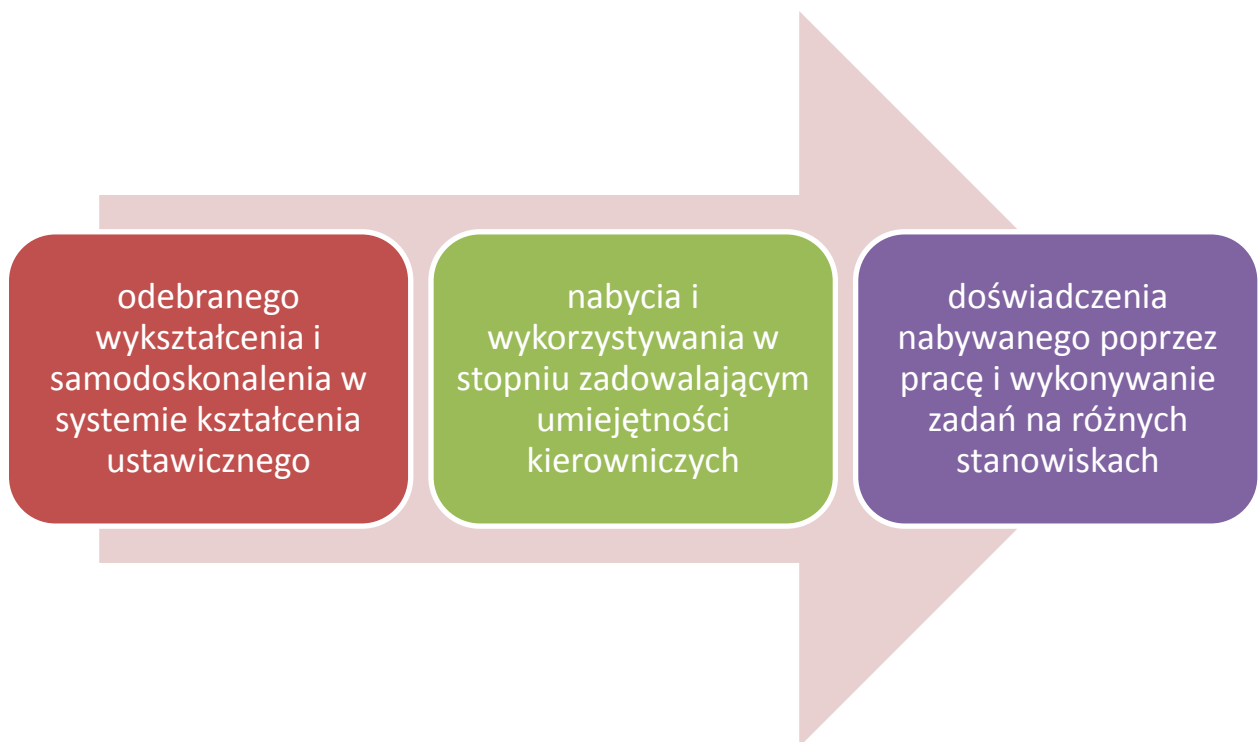 odebranego
wykształcenia i
samodoskonalenia w
systemie kształcenia
ustawicznego
nabycia i
wykorzystywania w
stopniu zadowalającym
umiejętności
kierowniczych
doświadczenia
nabywanego poprzez
pracę i wykonywanie
zadań na różnych
stanowiskach